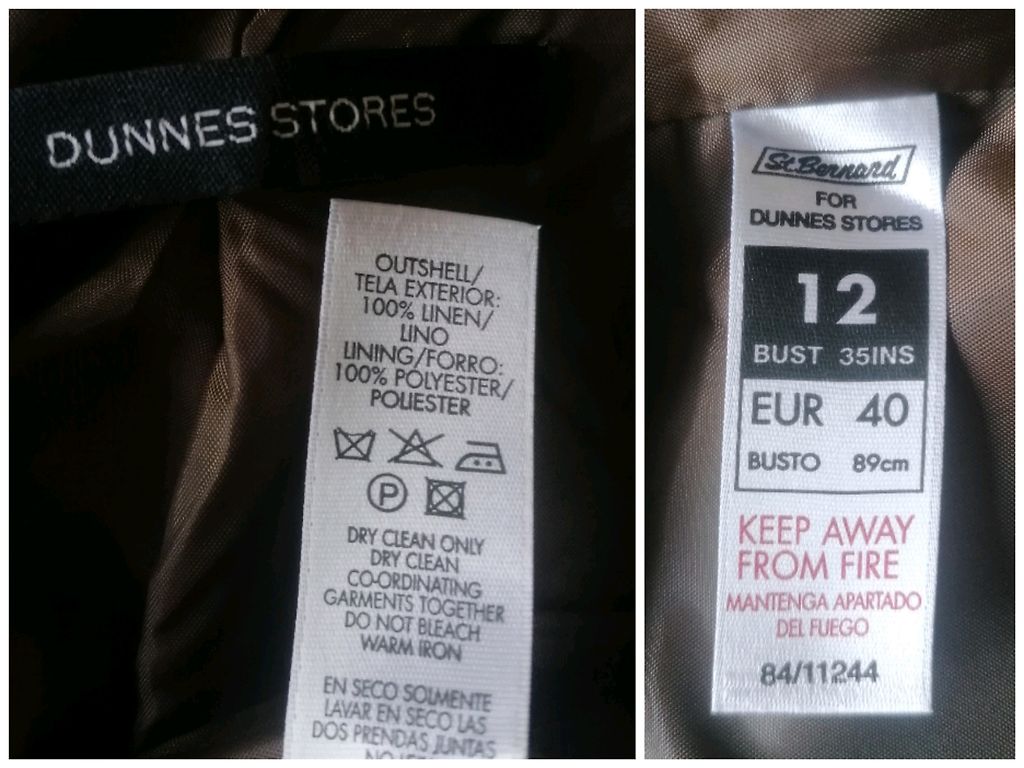 DUNNES STORES
OUTSHELL/
TELA EXTERIOR:
100% LINEN/
LINO
LINING/FORRO:
100% POLYESTER/
POLIESTER
P
DRY CLEAN ONLY
DRY CLEAN
CO-ORDINATING
GARMENTS TOGETHER
DO NOT BLEACH
WARM IRON
EN SECO SOLMENTE
LAVAR EN SECO LAS
DOS PRENDAS JUNTAS
St.Bernard
FOR
DUNNES STORES
12
BUST 35INS
EUR 40
BUSTO 89cm
KEEP AWAY
FROM FIRE
MANTENGA APARTADO
DEL FUEGO
84/11244